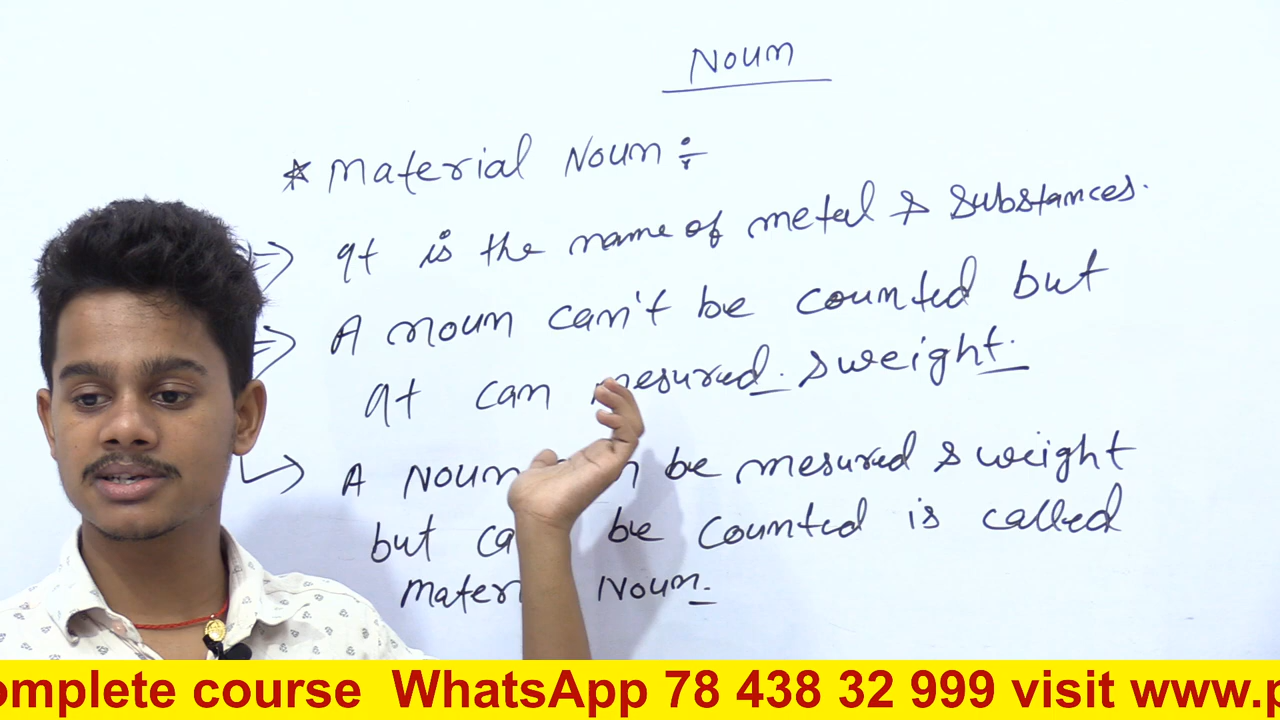 Noun
* Material Noun ÷
=> It is the name of metal & substances.
=> A noun can't be counted but
It can mesured. & weight.
-> A Noun be mesured & weight
but be counted is called
Noun.
omplete course WhatsApp 78 438 32 999 visit www.p